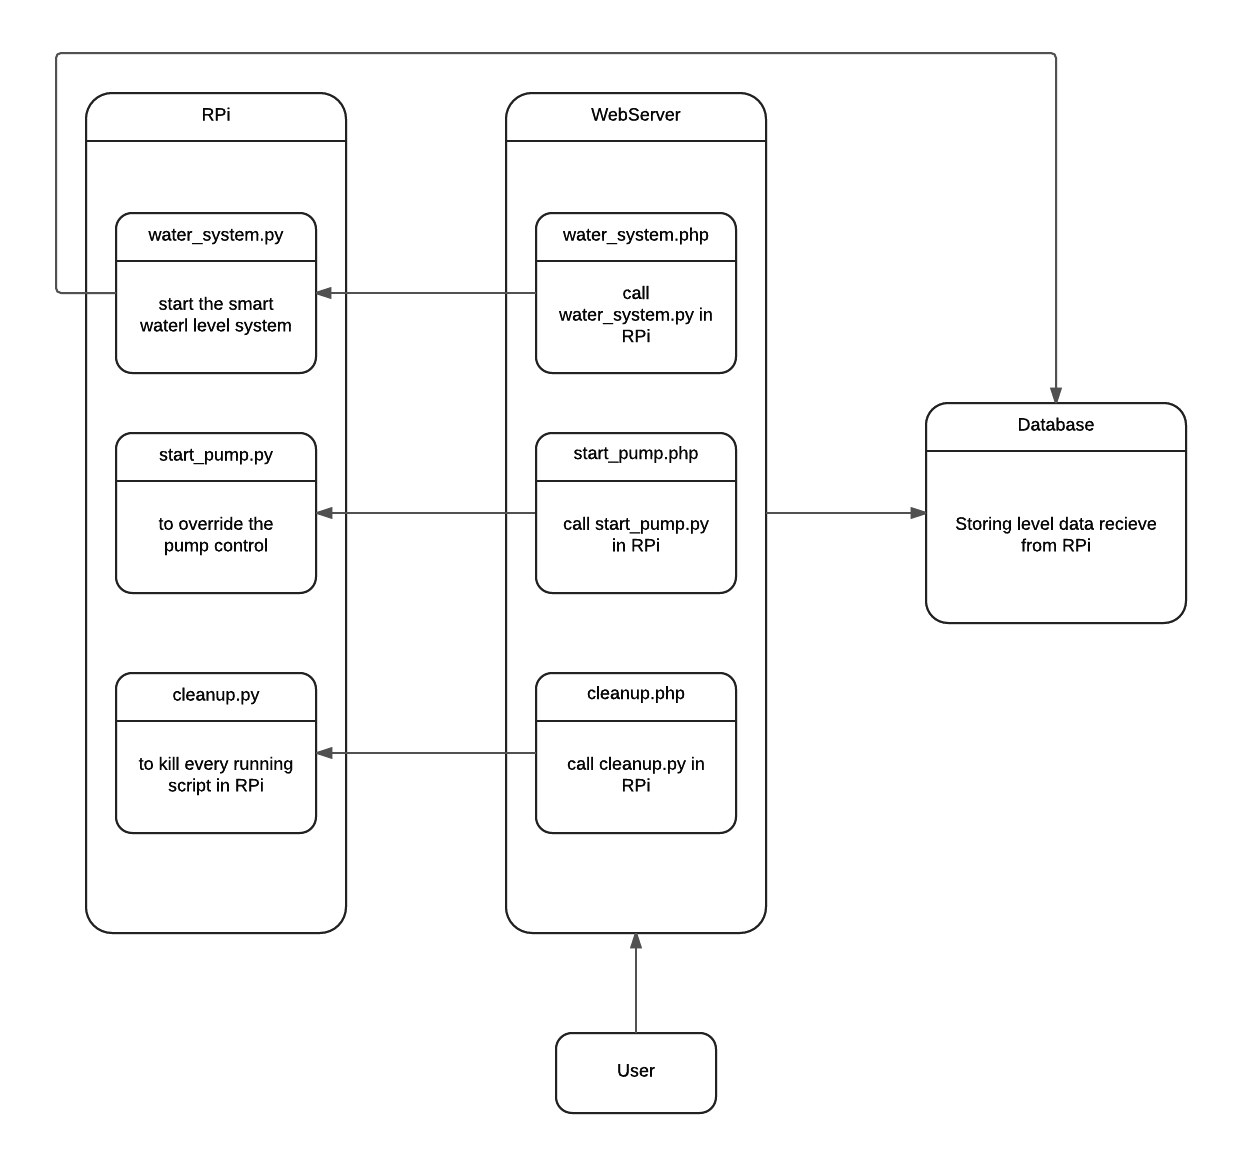 RPi
water_system.py
start the smart
waterl level system
start_pump.py
to override the
pump control
cleanup.py
to kill every running
script in RPi
WebServer
water_system.php
call
water_system.py in
RPi
start_pump.php
call start_pump.py
in RPi
cleanup.php
call cleanup.py in
RPi
Database
Storing level data recieve
from RPi
User